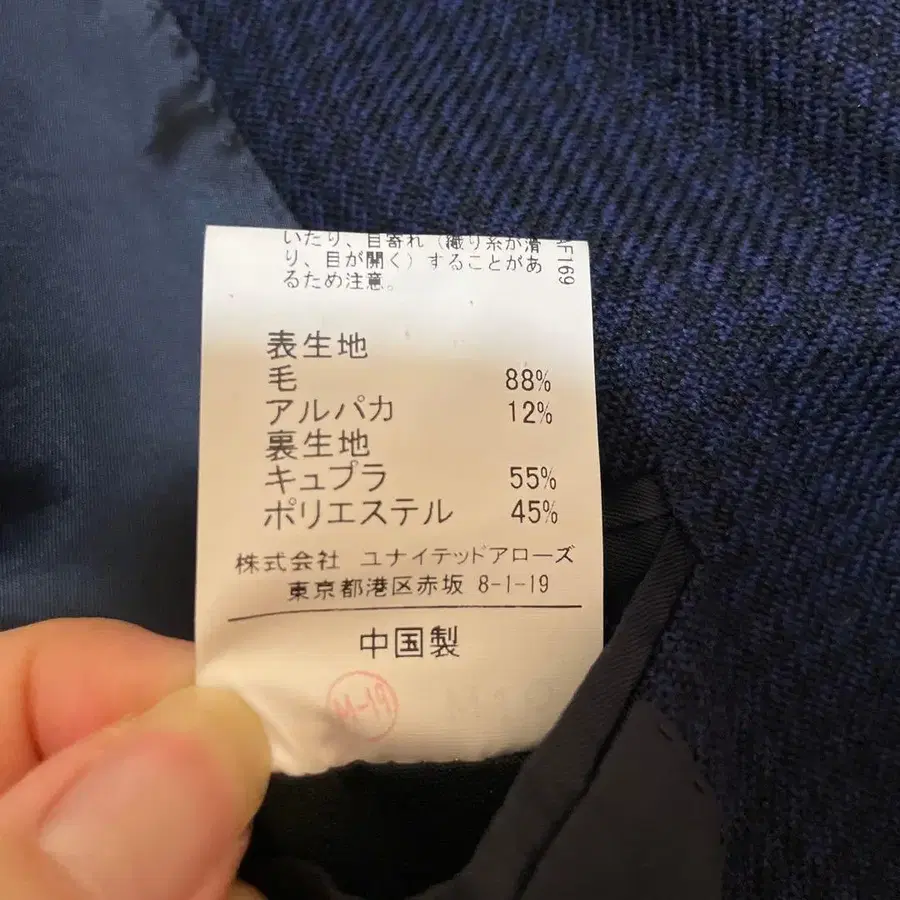 いたり、目寄れ（織り糸が滑
り、目が開く）することがあ
るため注意。
AF169
表生地
毛 88%
アルパカ 12%
裏生地
キュプラ 55%
ポリエステル 45%
株式会社 ユナイテッドアローズ
東京都港区赤坂 8-1-19
中国製
M-19